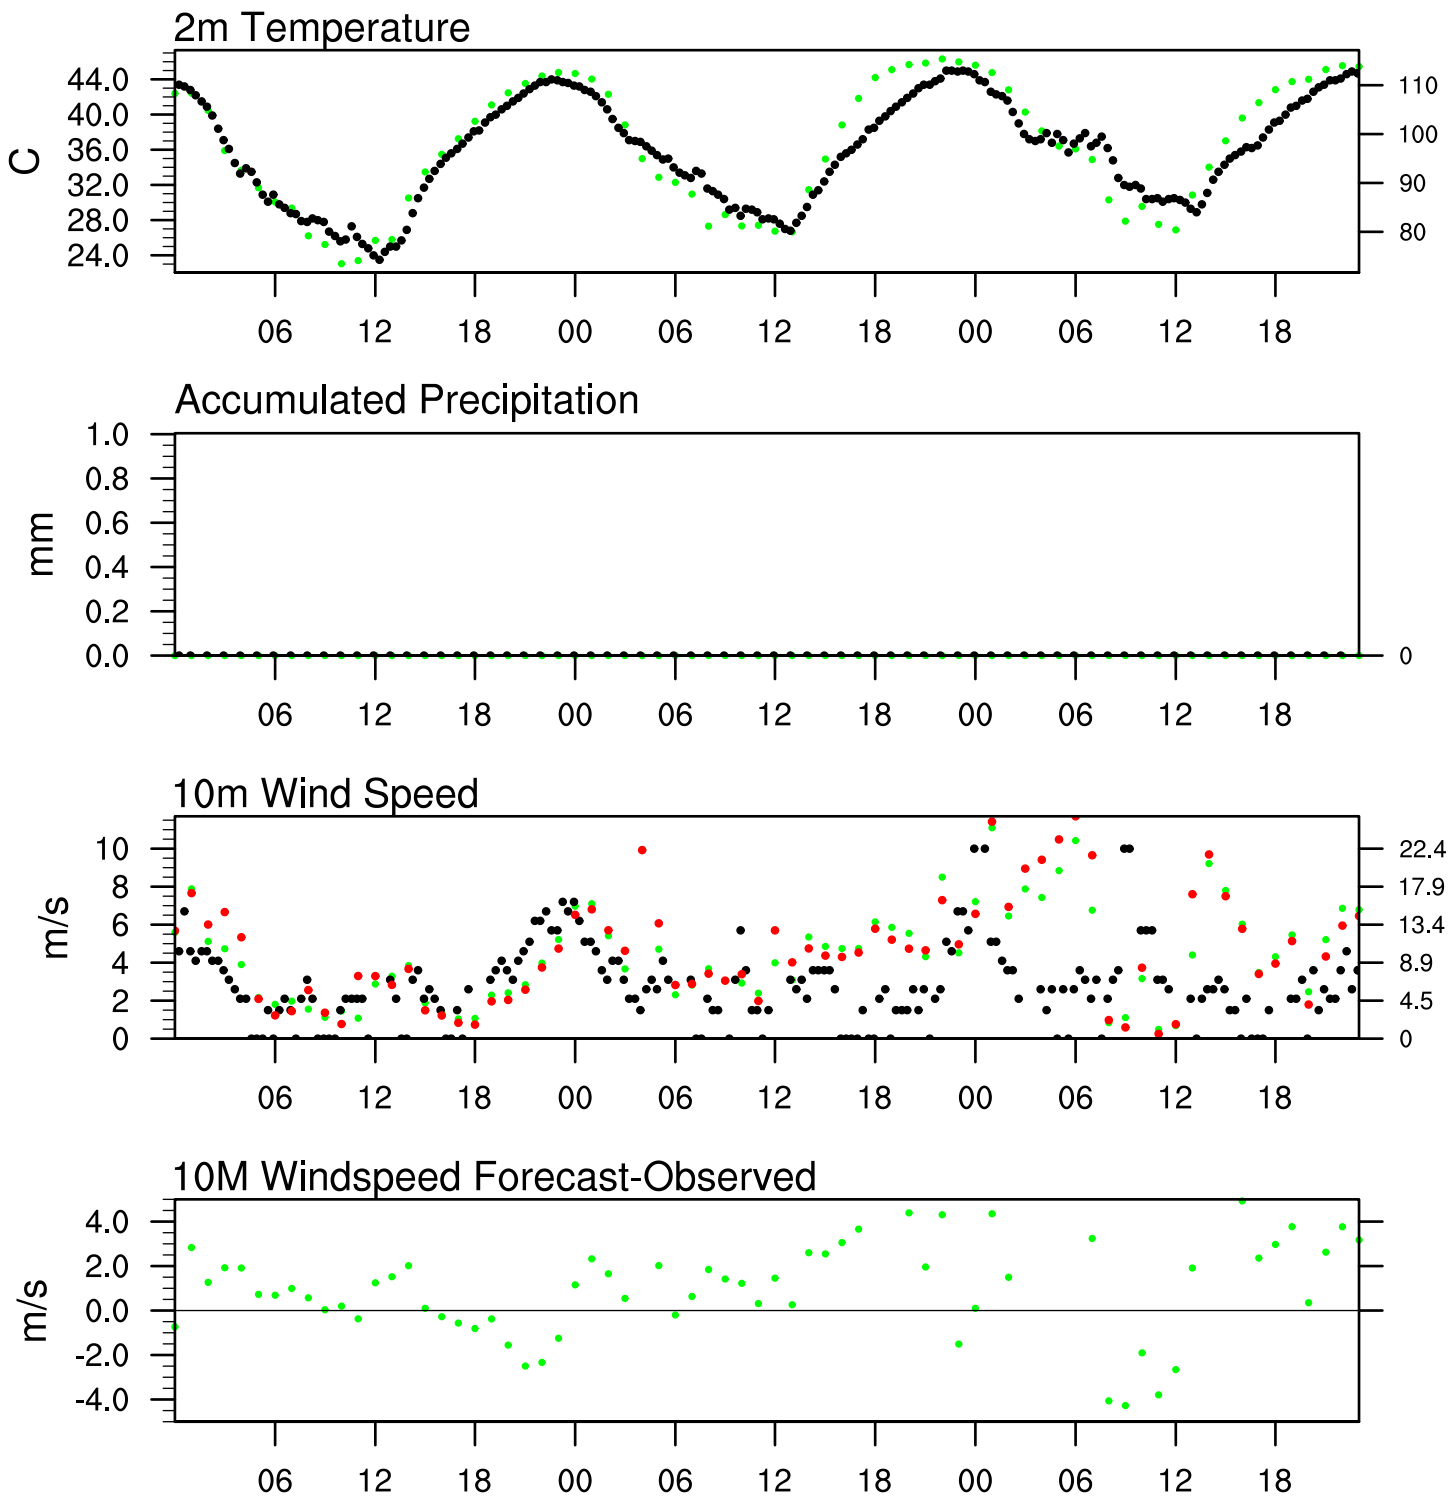 2m Temperature
44.0
40.0
36.0
32.0
28.0
24.0
C
110
100
90
80
06 12 18 00 06 12 18 00 06 12 18
Accumulated Precipitation
1.0
0.8
0.6
0.4
0.2
0.0
mm
0
06 12 18 00 06 12 18 00 06 12 18
10m Wind Speed
10
8
6
4
2
0
m/s
22.4
17.9
13.4
8.9
4.5
0
06 12 18 00 06 12 18 00 06 12 18
10M Windspeed Forecast-Observed
4.0
2.0
0.0
-2.0
-4.0
m/s
06 12 18 00 06 12 18 00 06 12 18